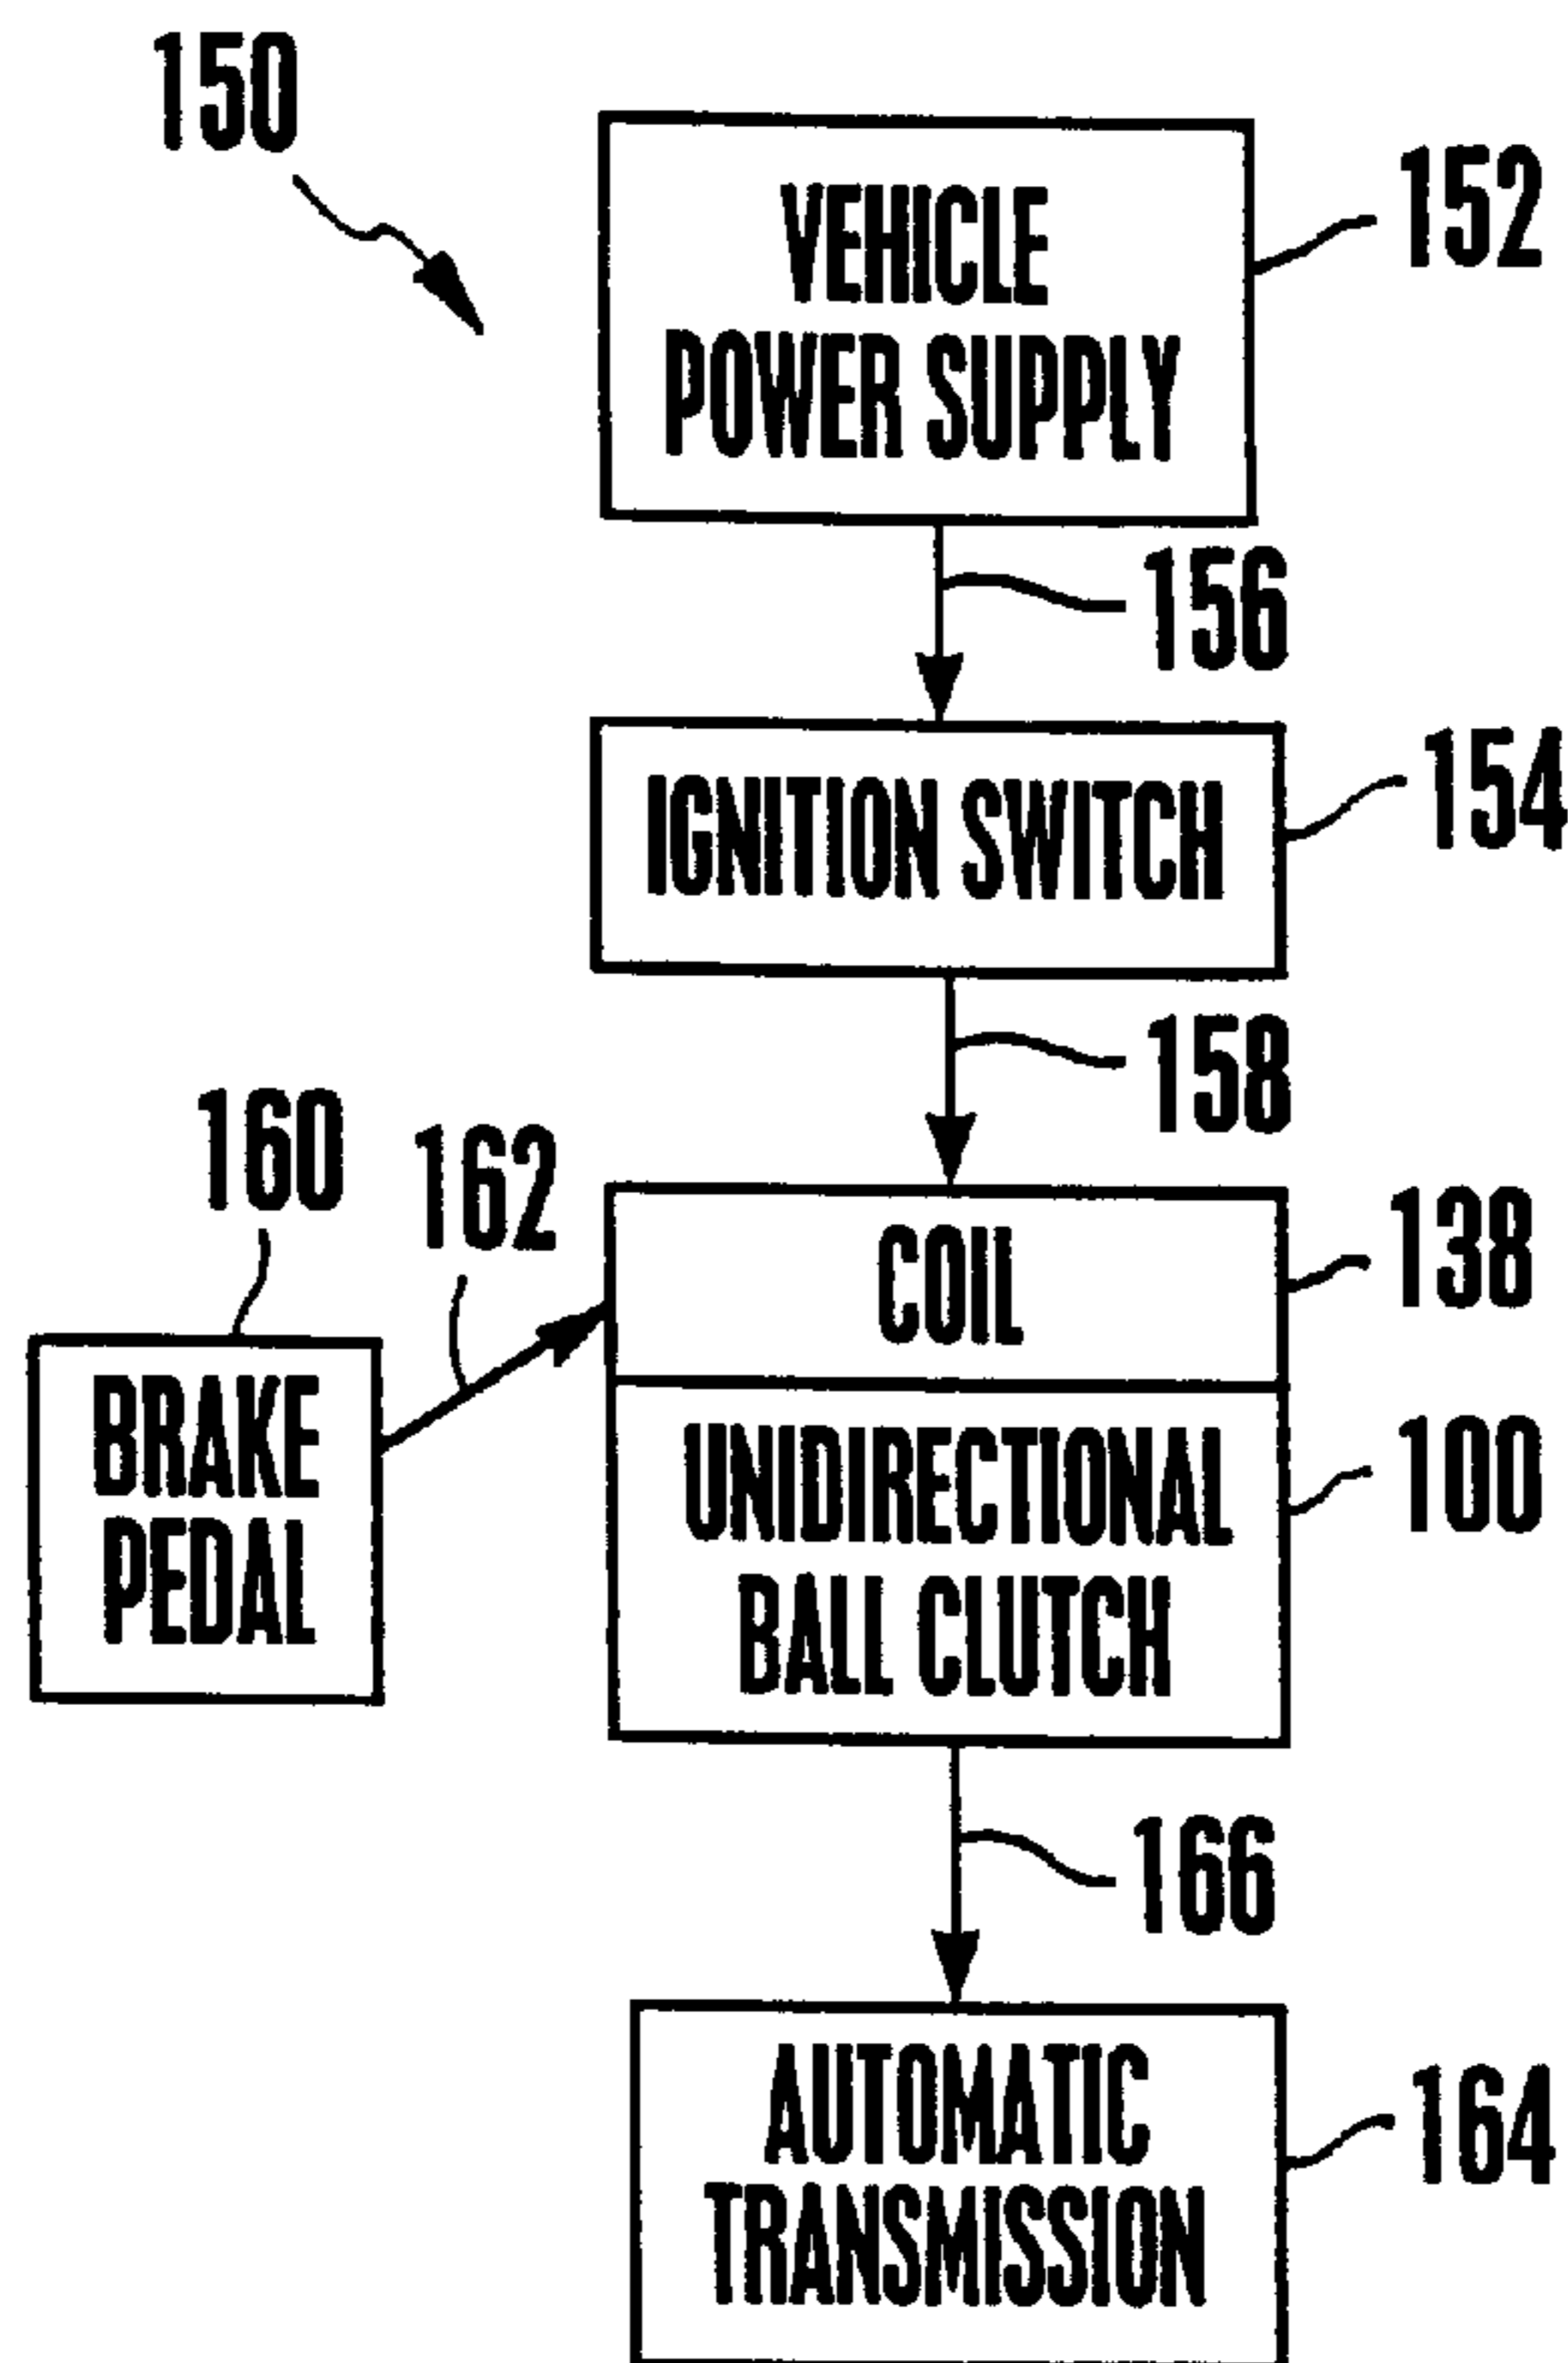 150
VEHICLE
POWER SUPPLY
152
156
IGNITION SWITCH
154
158
160
162
COIL
138
BRAKE
PEDAL
UNIDIRECTIONAL
BALL CLUTCH
100
166
AUTOMATIC
TRANSMISSION
164